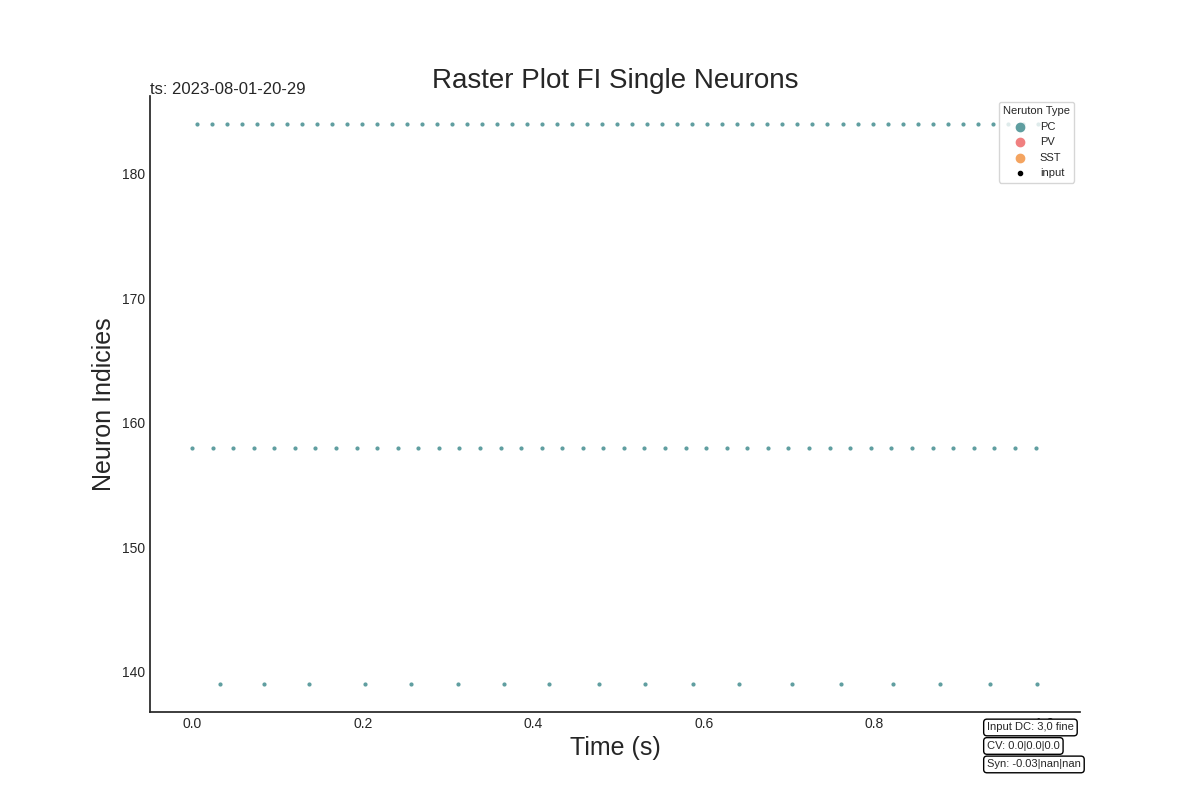 Raster Plot FI Single Neurons
ts: 2023-08-01-20-29
Neruton Type
PC
PV
SST
input
Neuron Indicies
180
170
160
150
140
0.0 0.2 0.4 0.6 0.8
Time (s)
Input DC: 3,0 fine
CV: 0.0|0.0|0.0
Syn: -0.03|nan|nan